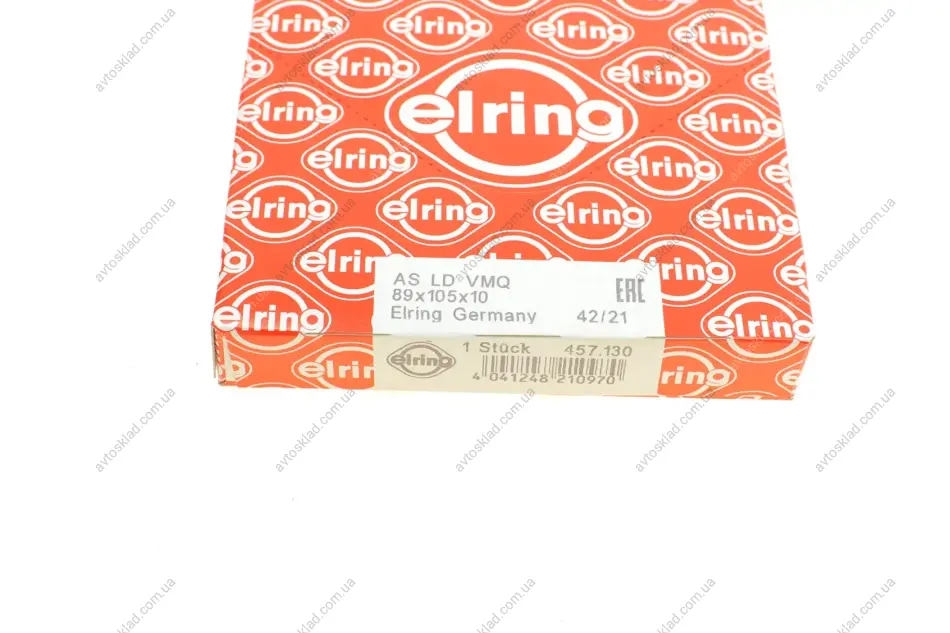 elring
AS LD VMQ
89x105x10
Elring Germany 42/21
EAC
elring
1 Stück 457.130
4 041248 210970
avtosklad.com.ua